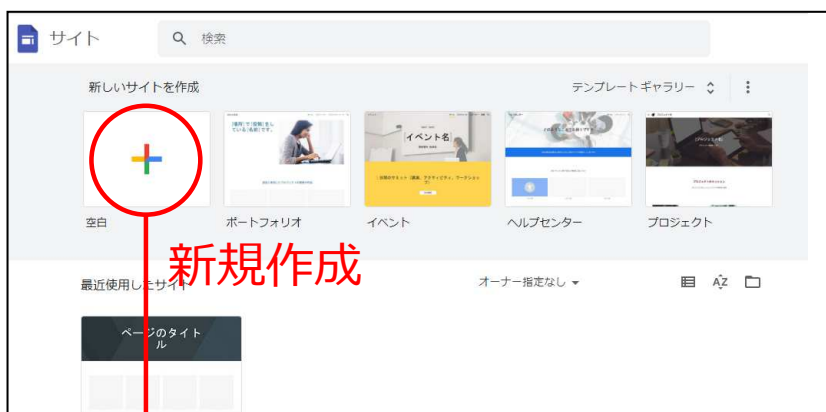 サイト
検索
新しいサイトを作成
テンプレートギャラリー
イベント名
空白
ポートフォリオ
イベント
ヘルプセンター
プロジェクト
新規作成
最近使用したサイト
オーナー指定なし
AZ
ページのタイト
ル